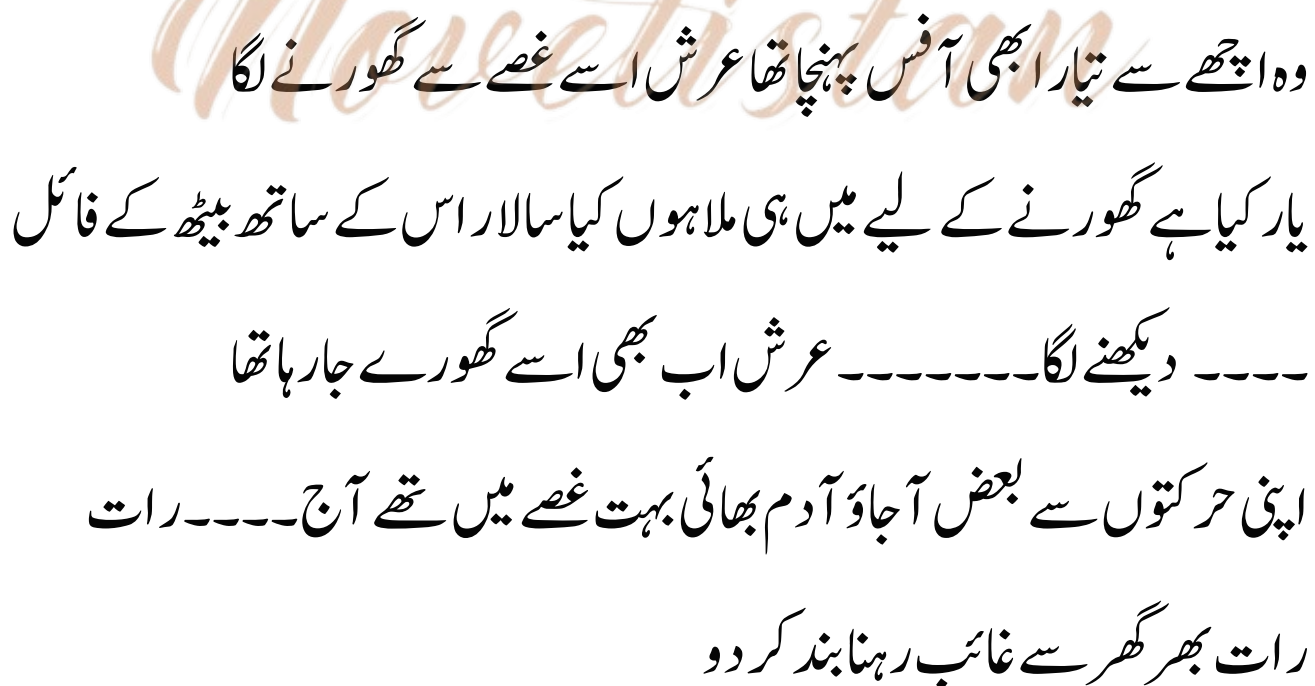 Novelistan
وہ اچھے سے تیار ابھی آفس پہنچا تھا عرش اسے غصے سے گھورنے لگا
یار کیا ہے گھورنے کے لیے میں ہی ملا ہوں کیا سالار اس کے ساتھ بیٹھ کے فائل
۔۔۔۔ دیکھنے لگا۔۔۔۔۔۔۔ عرش اب بھی اسے گھورے جارہا تھا
اپنی حرکتوں سے بعض آجاؤ آدم بھائی بہت غصے میں تھے آج۔۔۔۔رات
رات بھر گھر سے غائب رہنا بند کر دو